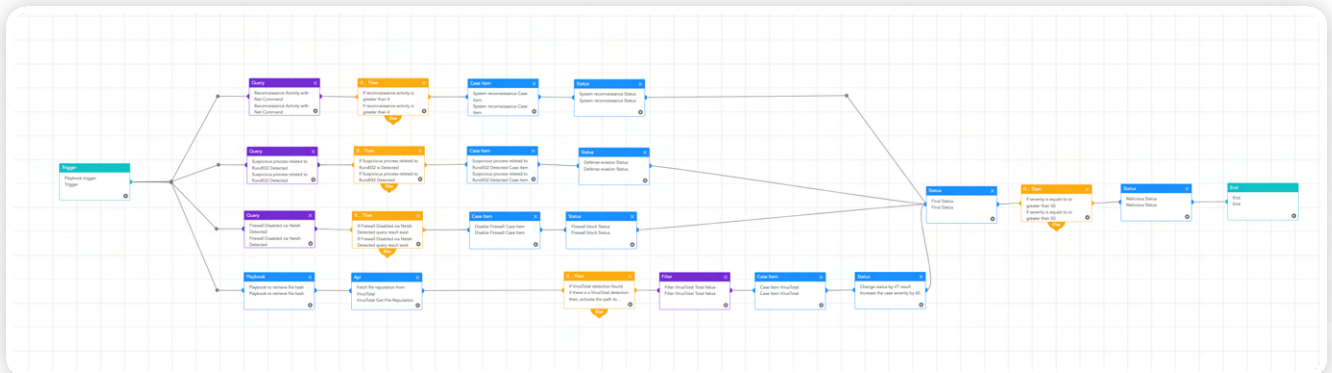 Trigger
Playbook trigger
Trigger
Query
Reconnaissance Activity with
Net Command
Reconnaissance Activity with
Net Command
If... Then
If reconnaissance activity is
greater than 4
If reconnaissance activity is
greater than 4
Else
Case Item
System reconnaissance Case
Item
System reconnaissance Case
Item
Status
System reconnaissance Status
System reconnaissance Status
Query
Suspicious process related to
Rundll32 Detected
Suspicious process related to
Rundll32 Detected
If... Then
If Suspicious process related to
Rundll32 is Detected
If Suspicious process related to
Rundll32 is Detected
Else
Case Item
Suspicious process related to
Rundll32 Detected Case Item
Suspicious process related to
Rundll32 Detected Case Item
Status
Defense evasion Status
Defense evasion Status
Query
Firewall Disabled via Netsh
Detected
Firewall Disabled via Netsh
Detected
If... Then
If Firewall Disabled via Netsh
Detected query result exist
If Firewall Disabled via Netsh
Detected query result exist
Else
Case Item
Disable Firewall Case Item
Disable Firewall Case Item
Status
Firewall block Status
Firewall block Status
Playbook
Playbook to retrieve file hash
Playbook to retrieve file hash
Api
Fetch file reputation from
VirusTotal
VirusTotal Get File Reputation
If... Then
If VirusTotal detection found
If there is a VirusTotal detection
then, activate the path to...
Else
Filter
Filter VirusTotal Total Value
Filter VirusTotal Total Value
Case Item
Case Item VirusTotal
Case Item VirusTotal
Status
Change status by VT result
Increase the case severity by 60
Status
Final Status
Final Status
If... Then
If severity is equals to or
greater than 50
If severity is equals to or
greater than 50
Else
Status
Malicious Status
Malicious Status
End
End
End